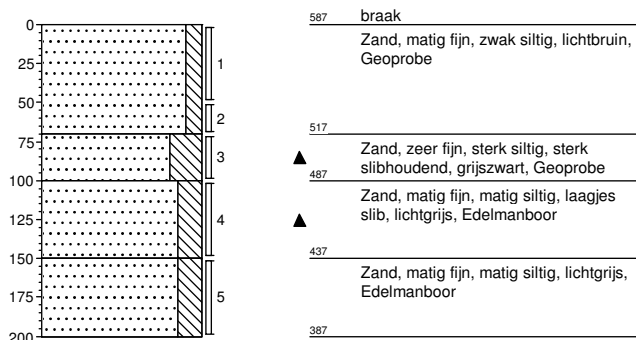 0
25
50
75
100
125
150
175
200
1
2
3
4
5
587 braak
Zand, matig fijn, zwak siltig, lichtbruin,
Geoprobe
517
Zand, zeer fijn, sterk siltig, sterk
slibhoudend, grijszwart, Geoprobe
487
Zand, matig fijn, matig siltig, laagjes
slib, lichtgrijs, Edelmanboor
437
Zand, matig fijn, matig siltig, lichtgrijs,
Edelmanboor
387